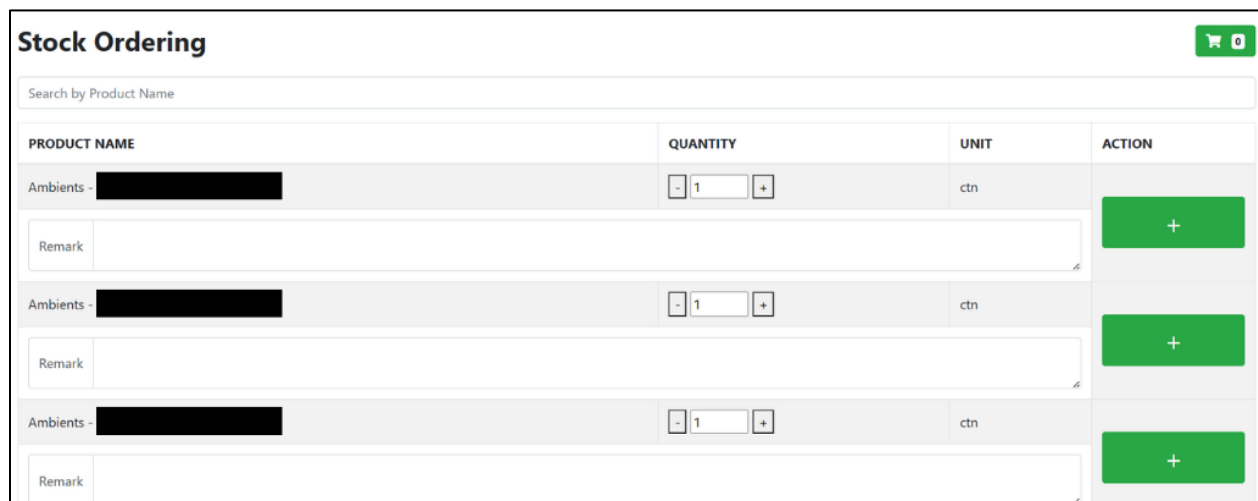 Stock Ordering
0
Search by Product Name
PRODUCT NAME QUANTITY UNIT ACTION
Ambients - - 1 + ctn
+
Remark
Ambients - - 1 + ctn
+
Remark
Ambients - - 1 + ctn
+
Remark